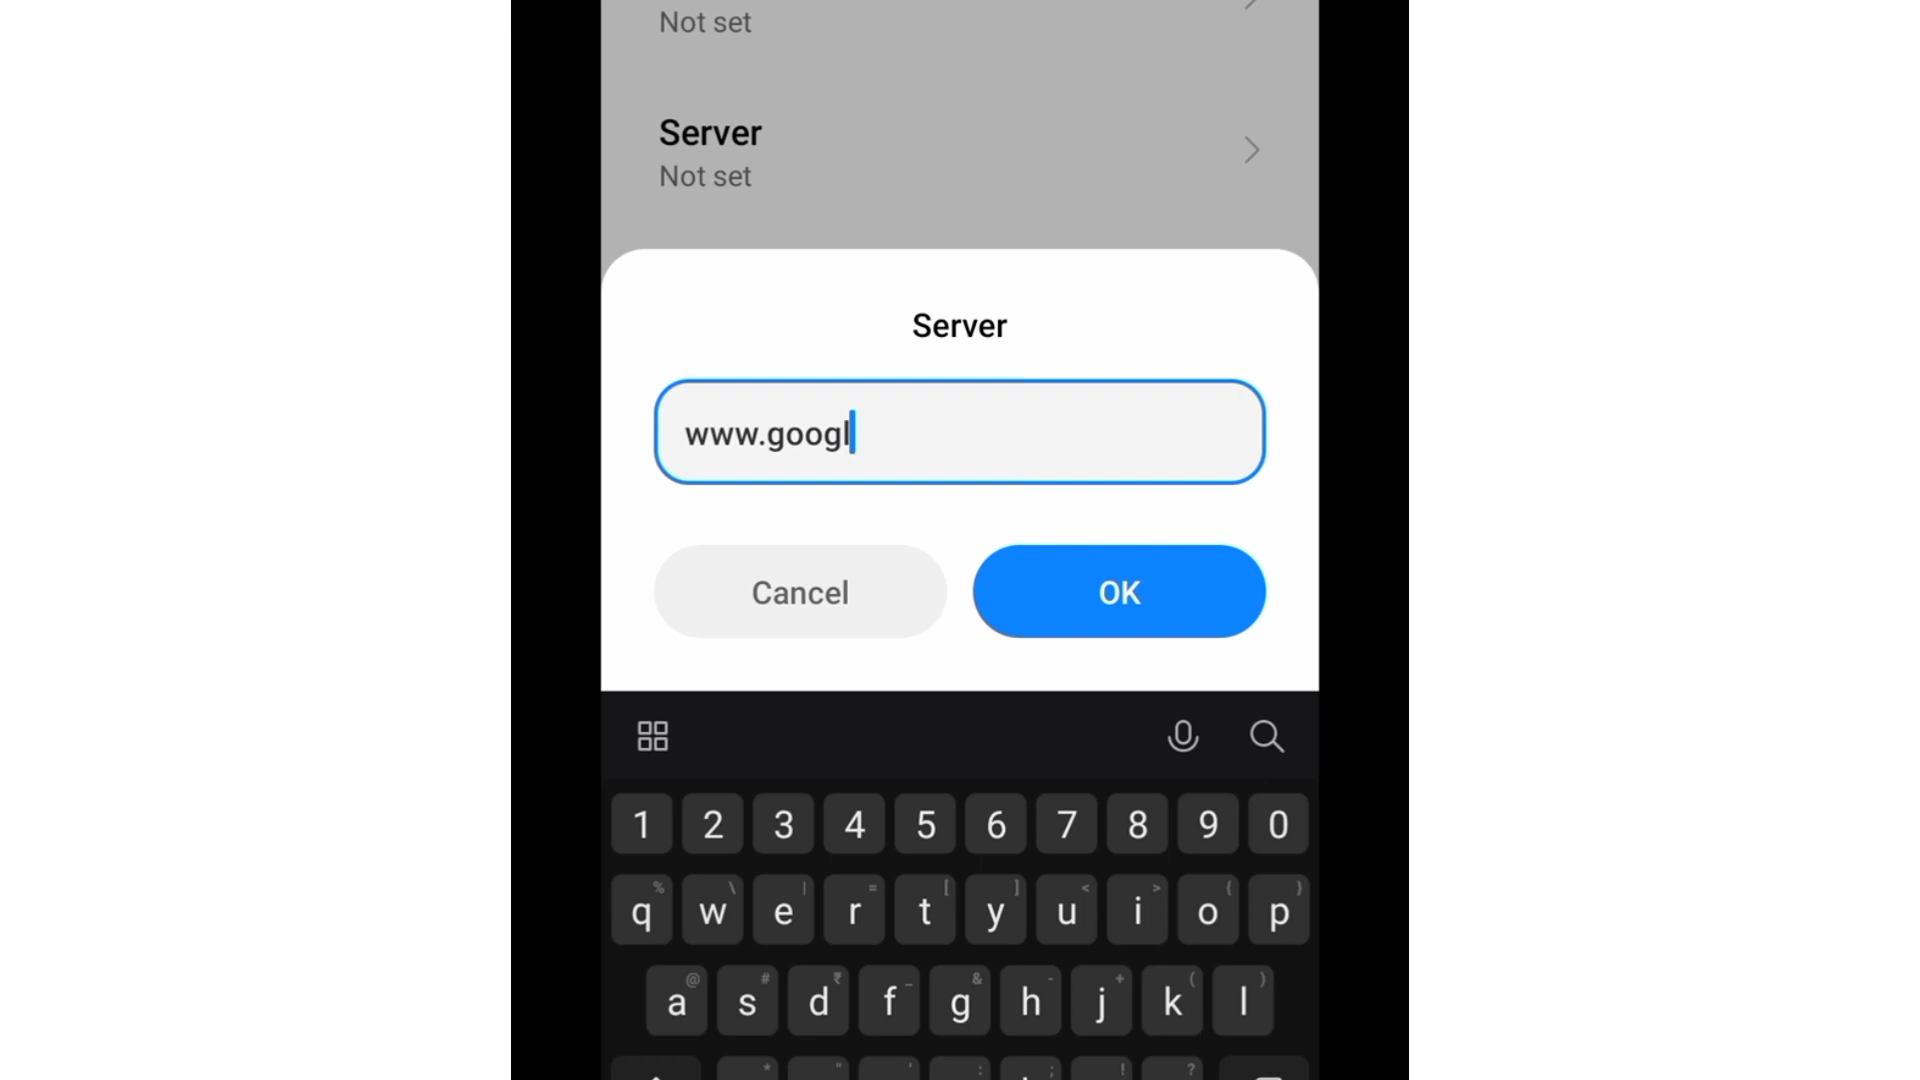 Not set
Server
Not set
Server
www.googl
Cancel OK
1 2 3 4 5 6 7 8 9 0
% \ | = [ ] < > { }
q w e r t y u i o p
@ # ₹ _ & - + ( )
a s d f g h j k l
* " ' : ; ! ?